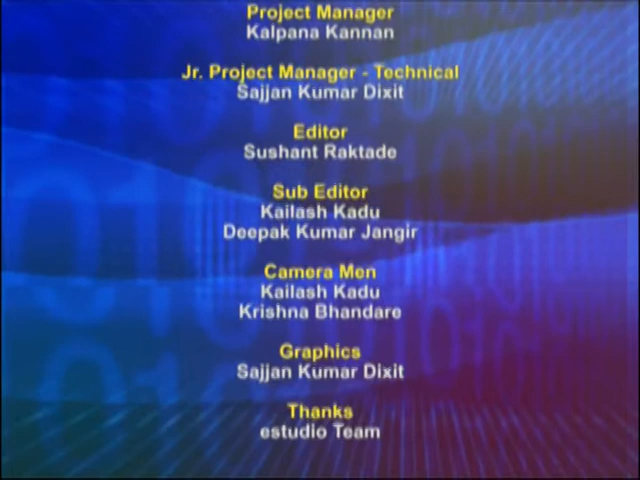 Project Manager
Kalpana Kannan
Jr. Project Manager - Technical
Sajjan Kumar Dixit
Editor
Sushant Raktade
Sub Editor
Kailash Kadu
Deepak Kumar Jangir
Camera Men
Kailash Kadu
Krishna Bhandare
Graphics
Sajjan Kumar Dixit
Thanks
estudio Team